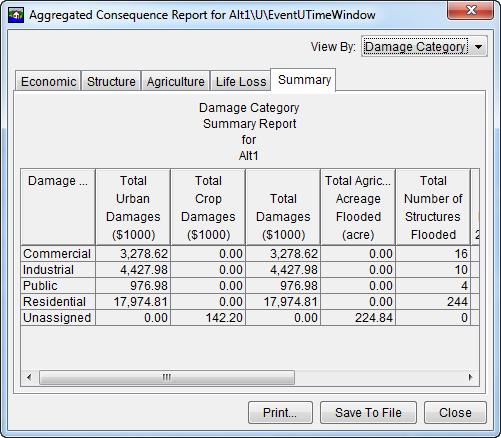 Aggregated Consequence Report for Alt1\U\EventUTimeWindow
View By: Damage Category
Economic Structure Agriculture Life Loss Summary
Damage Category
Summary Report
for
Alt1
Damage ... Total Total Total Total Agric... Total
Urban Crop Damages Acreage Number of
Damages Damages ($1000) Flooded Structures
($1000) ($1000) (acre) Flooded
Commercial 3,278.62 0.00 3,278.62 0.00 16
Industrial 4,427.98 0.00 4,427.98 0.00 10
Public 976.98 0.00 976.98 0.00 4
Residential 17,974.81 0.00 17,974.81 0.00 244
Unassigned 0.00 142.20 0.00 224.84 0
Print... Save To File Close